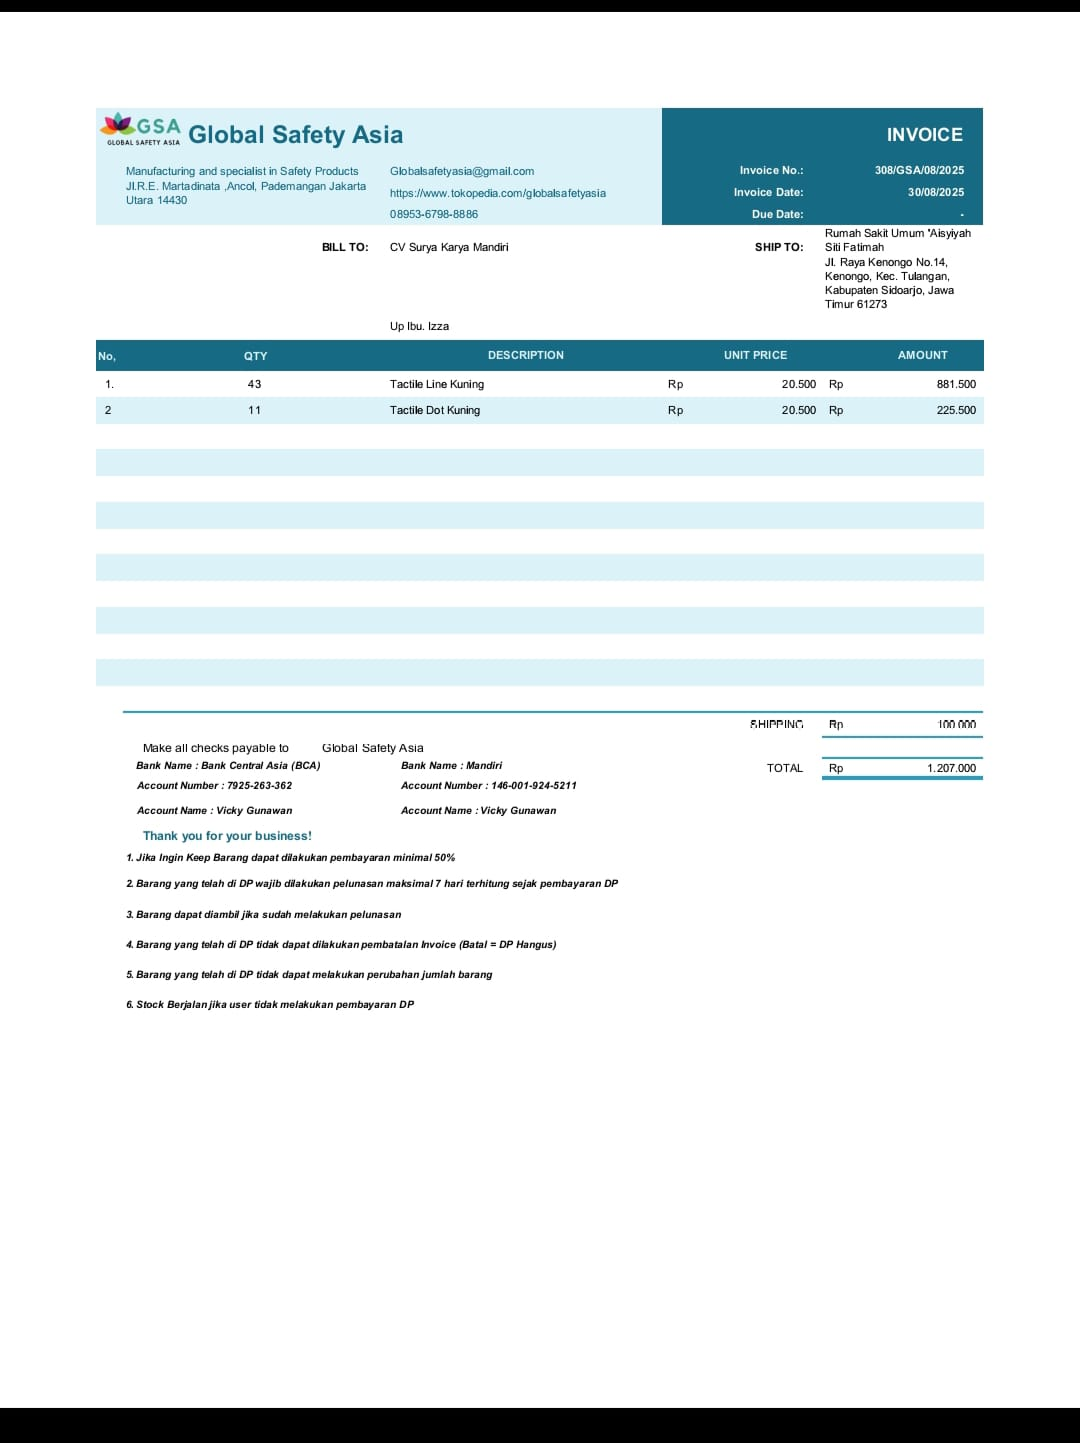 GSA
GLOBAL SAFETY ASIA
Global Safety Asia
INVOICE
Manufacturing and specialist in Safety Products
Jl.R.E. Martadinata ,Ancol, Pademangan Jakarta
Utara 14430
Globalsafetyasia@gmail.com
https://www.tokopedia.com/globalsafetyasia
08953-6798-8886
Invoice No.: 308/GSA/08/2025
Invoice Date: 30/08/2025
Due Date: -
BILL TO: CV Surya Karya Mandiri
Up Ibu. Izza
SHIP TO: Rumah Sakit Umum 'Aisyiyah
Siti Fatimah
Jl. Raya Kenongo No.14,
Kenongo, Kec. Tulangan,
Kabupaten Sidoarjo, Jawa
Timur 61273
No, QTY DESCRIPTION UNIT PRICE AMOUNT
1. 43 Tactile Line Kuning Rp 20.500 Rp 881.500
2 11 Tactile Dot Kuning Rp 20.500 Rp 225.500
SHIPPING Rp 100.000
TOTAL Rp 1.207.000
Make all checks payable to Global Safety Asia
Bank Name : Bank Central Asia (BCA) Bank Name : Mandiri
Account Number : 7925-263-362 Account Number : 146-001-924-5211
Account Name : Vicky Gunawan Account Name : Vicky Gunawan
Thank you for your business!
1. Jika Ingin Keep Barang dapat dilakukan pembayaran minimal 50%
2. Barang yang telah di DP wajib dilakukan pelunasan maksimal 7 hari terhitung sejak pembayaran DP
3. Barang dapat diambil jika sudah melakukan pelunasan
4. Barang yang telah di DP tidak dapat dilakukan pembatalan Invoice (Batal = DP Hangus)
5. Barang yang telah di DP tidak dapat melakukan perubahan jumlah barang
6. Stock Berjalan jika user tidak melakukan pembayaran DP